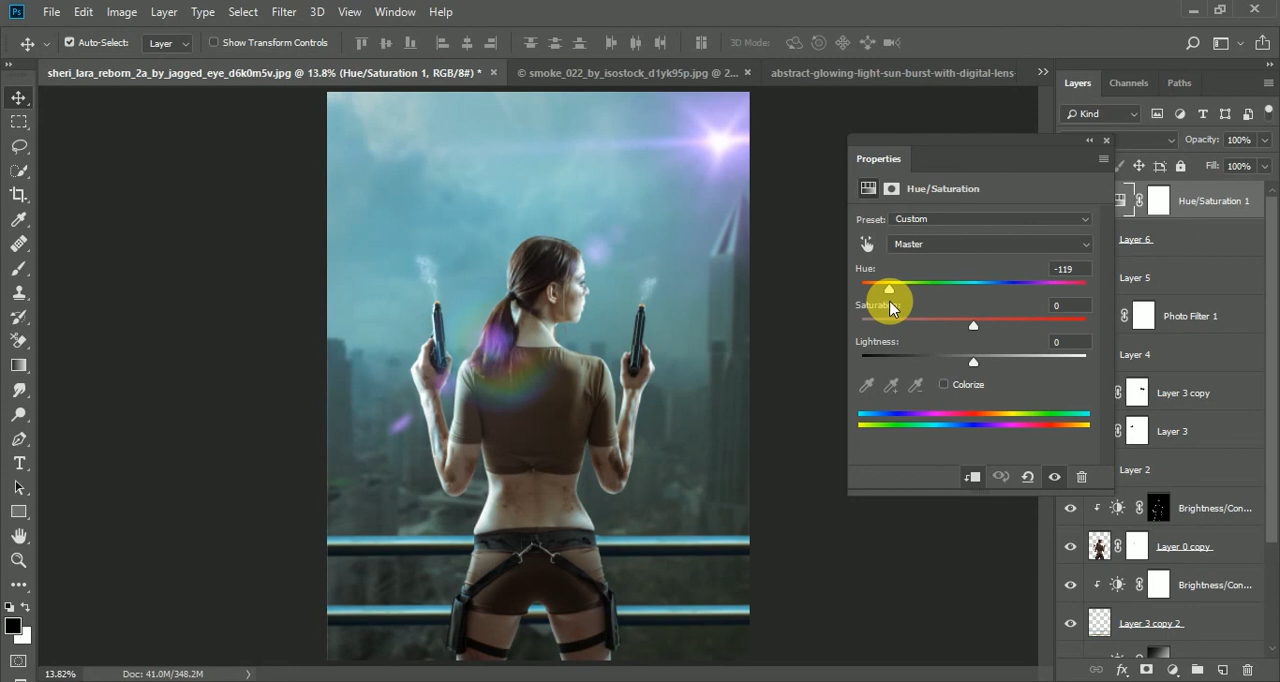 Ps File Edit Image Layer Type Select Filter 3D View Window Help
Auto-Select: Layer Show Transform Controls 3D Mode:
sheri_lara_reborn_2a_by_jagged_eye_d6k0m5v.jpg @ 13.8% (Hue/Saturation 1, RGB/8#) * × © smoke_022_by_isostock_d1yk95p.jpg @ 2... × abstract-glowing-light-sun-burst-with-digital-lens-
Layers Channels Paths
Kind
Opacity: 100%
Fill: 100%
Properties
Hue/Saturation
Preset: Custom
Master
Hue: -119
Saturation: 0
Lightness: 0
Colorize
Hue/Saturation 1
Layer 6
Layer 5
Photo Filter 1
Layer 4
Layer 3 copy
Layer 3
Layer 2
Brightness/Con...
Layer 0 copy
Brightness/Con...
Layer 3 copy 2
fx
13.82% Doc: 41.0M/348.2M